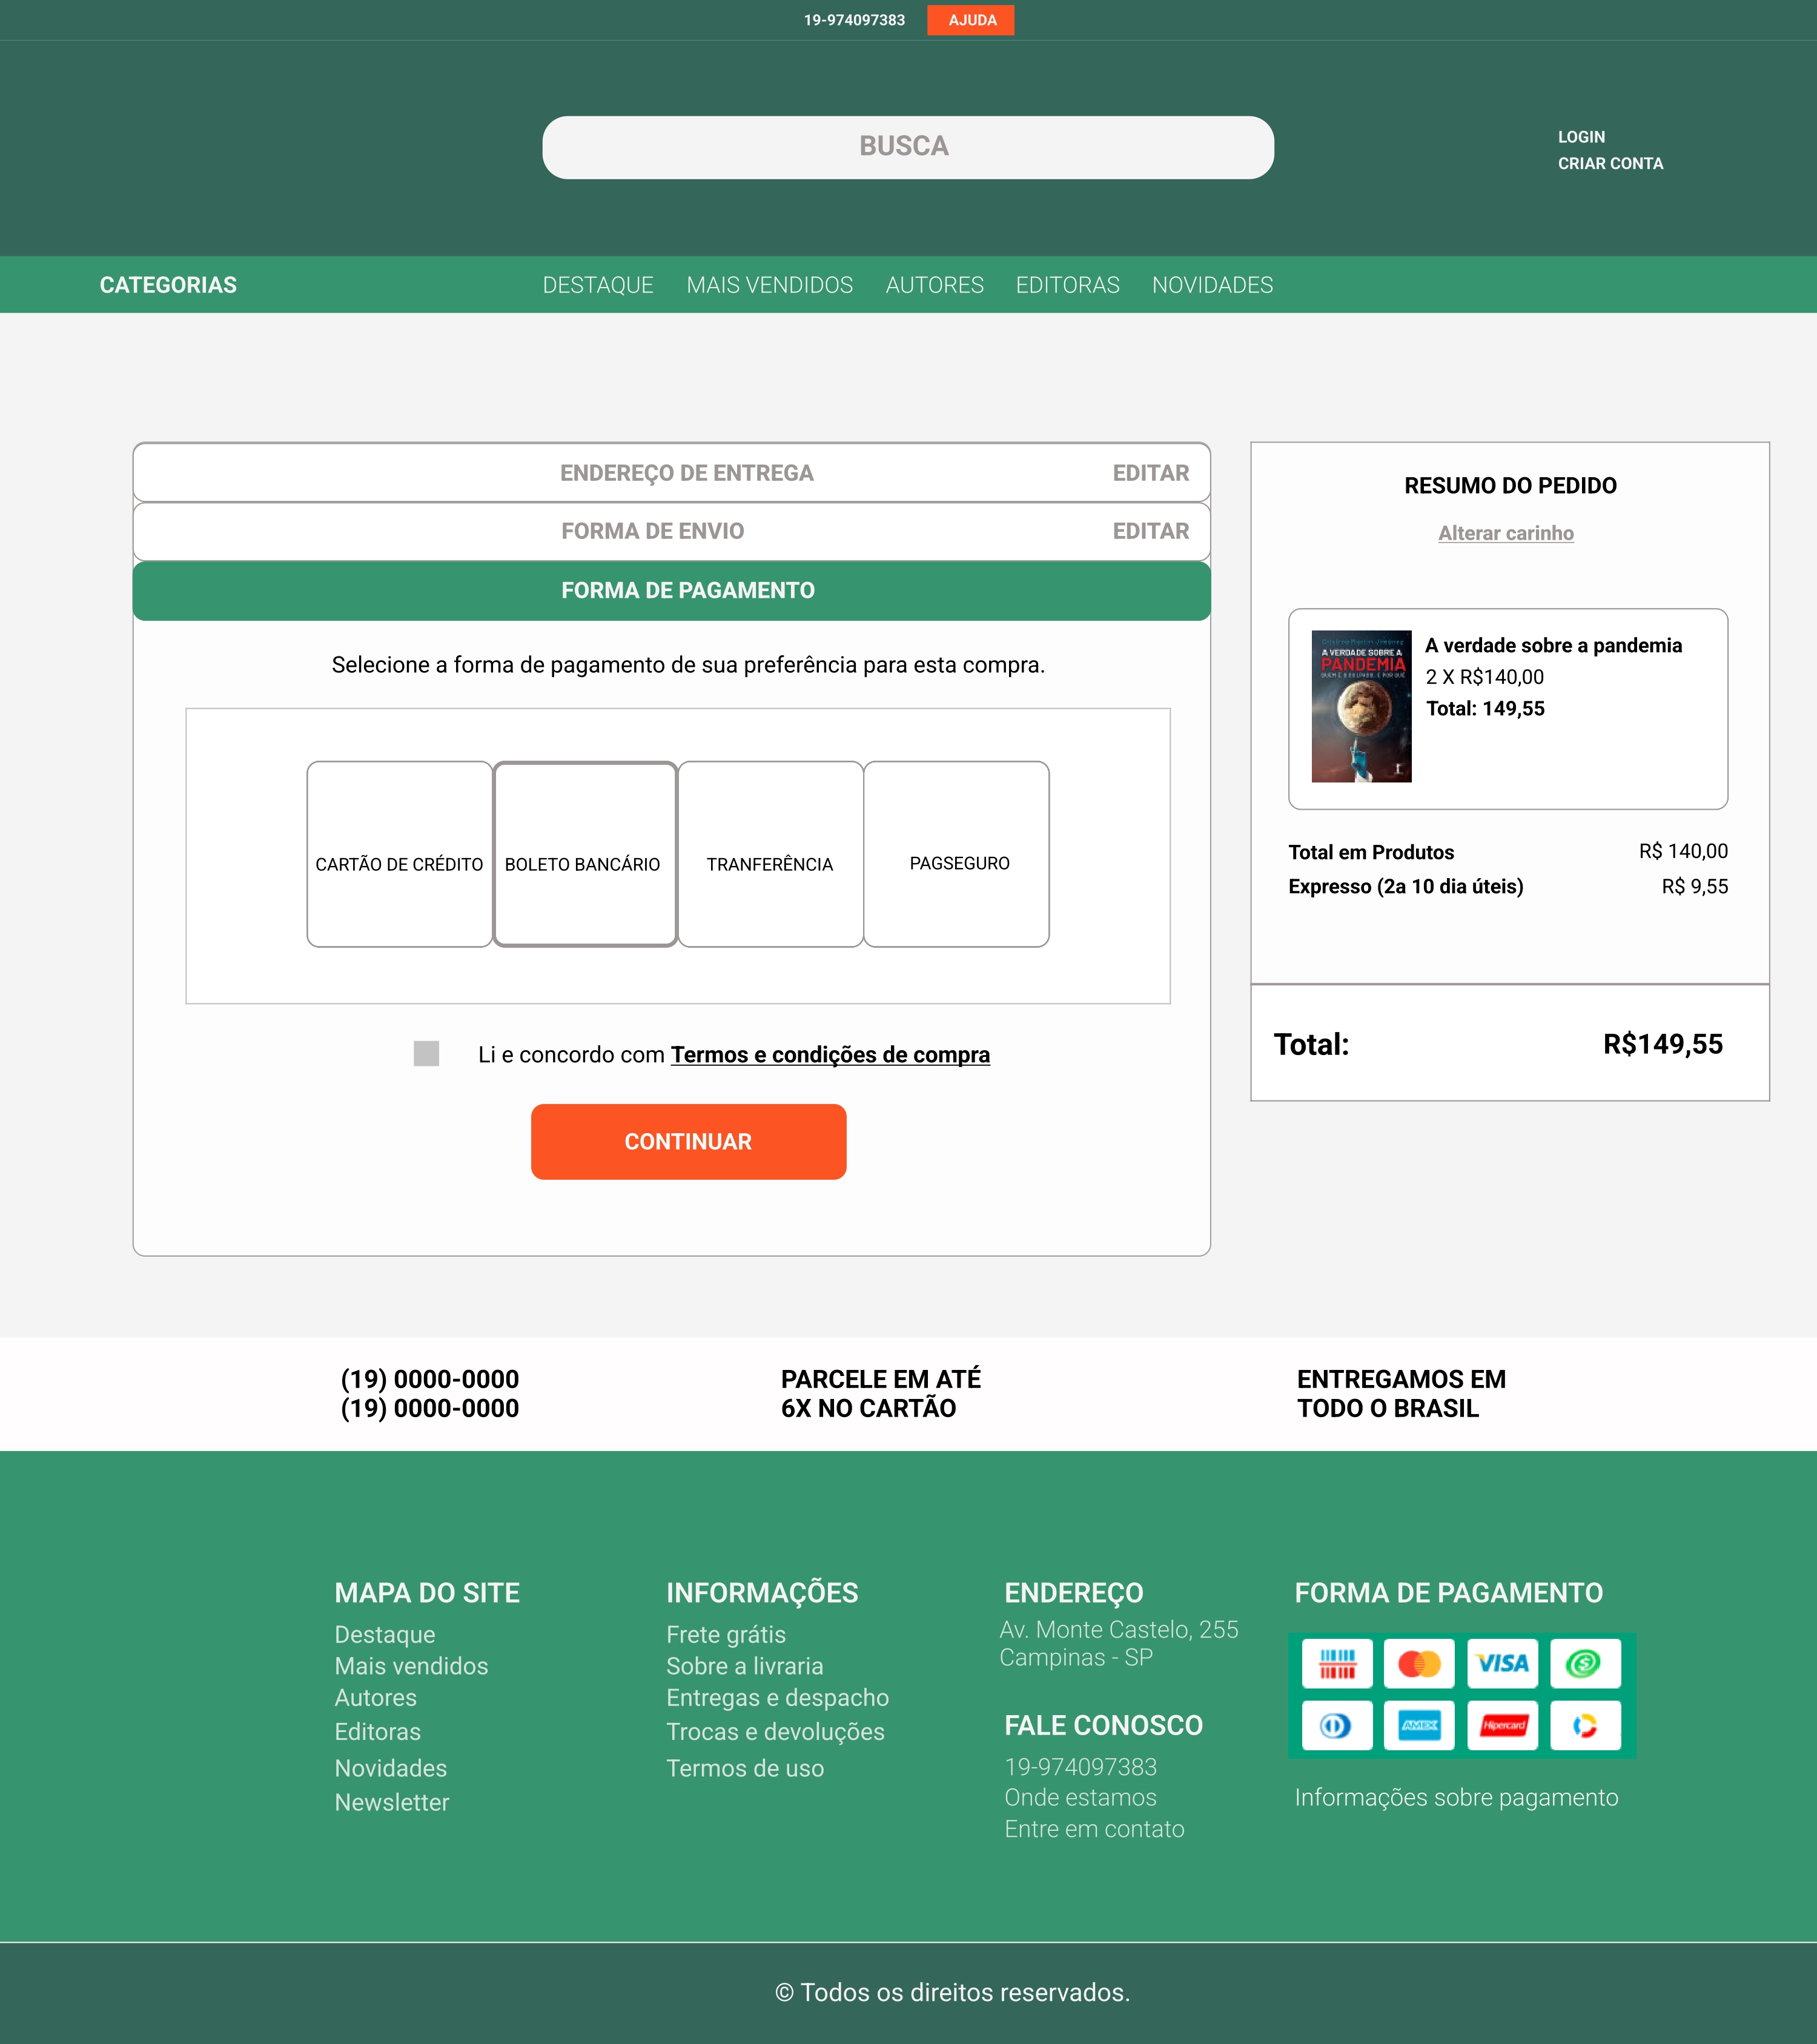 19-974097383 AJUDA
BUSCA
LOGIN
CRIAR CONTA
CATEGORIAS DESTAQUE MAIS VENDIDOS AUTORES EDITORAS NOVIDADES
ENDEREÇO DE ENTREGA EDITAR
FORMA DE ENVIO EDITAR
FORMA DE PAGAMENTO
Selecione a forma de pagamento de sua preferência para esta compra.
CARTÃO DE CRÉDITO BOLETO BANCÁRIO TRANFERÊNCIA PAGSEGURO
Li e concordo com Termos e condições de compra
CONTINUAR
RESUMO DO PEDIDO
Alterar carinho
A VERDADE SOBRE A
PANDEMIA
A verdade sobre a pandemia
2 X R$140,00
Total: 149,55
Total em Produtos R$ 140,00
Expresso (2a 10 dia úteis) R$ 9,55
Total: R$149,55
(19) 0000-0000
(19) 0000-0000
PARCELE EM ATÉ
6X NO CARTÃO
ENTREGAMOS EM
TODO O BRASIL
MAPA DO SITE
Destaque
Mais vendidos
Autores
Editoras
Novidades
Newsletter
INFORMAÇÕES
Frete grátis
Sobre a livraria
Entregas e despacho
Trocas e devoluções
Termos de uso
ENDEREÇO
Av. Monte Castelo, 255
Campinas - SP
FALE CONOSCO
19-974097383
Onde estamos
Entre em contato
FORMA DE PAGAMENTO
VISA
AMEX
Hipercard
Informações sobre pagamento
© Todos os direitos reservados.